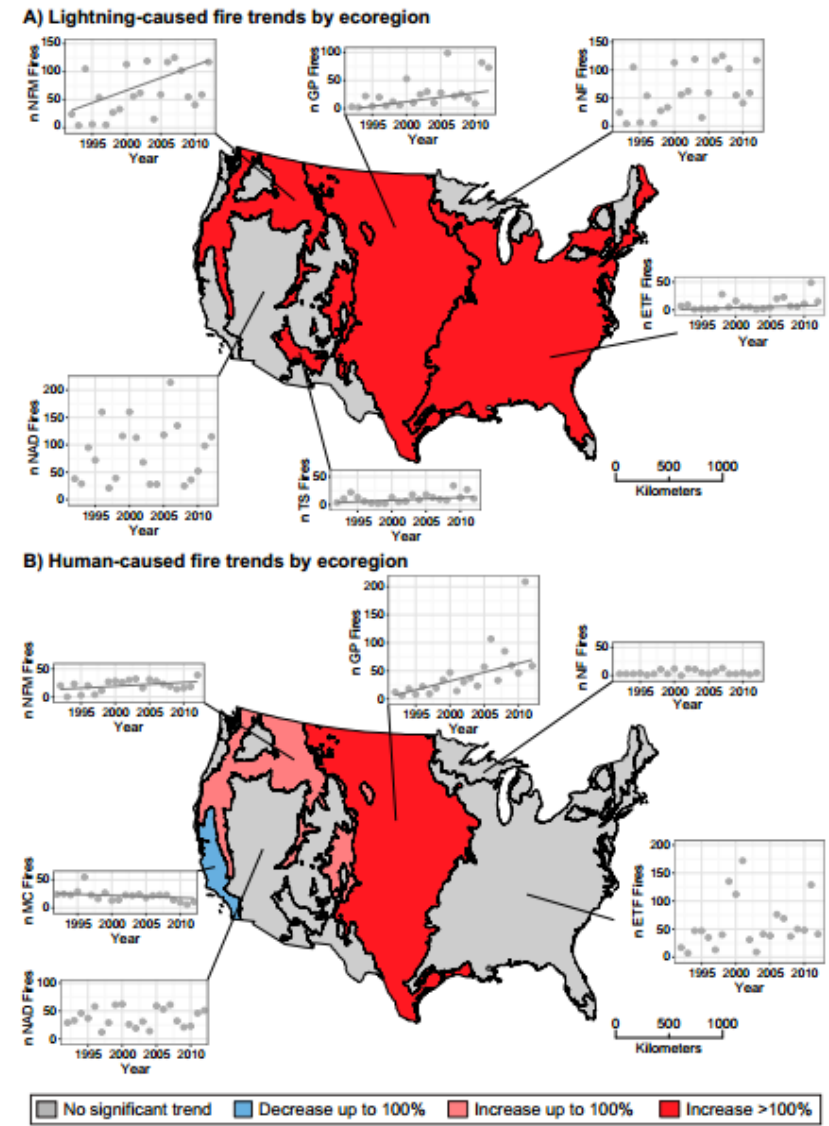 A) Lightning-caused fire trends by ecoregion
n NFM Fires
150
100
50
0
1995 2000 2005 2010
Year
n GP Fires
100
50
0
1995 2000 2005 2010
Year
n NF Fires
150
100
50
0
1995 2000 2005 2010
Year
n ETF Fires
50
0
1995 2000 2005 2010
Year
n NAD Fires
200
150
100
50
0
1995 2000 2005 2010
Year
n TS Fires
50
0
1995 2000 2005 2010
Year
0 500 1000
Kilometers
B) Human-caused fire trends by ecoregion
n NFM Fires
50
0
1995 2000 2005 2010
Year
n GP Fires
200
150
100
50
0
1995 2000 2005 2010
Year
n NF Fires
50
0
1995 2000 2005 2010
Year
n MC Fires
50
0
1995 2000 2005 2010
Year
n ETF Fires
200
150
100
50
0
1995 2000 2005 2010
Year
n NAD Fires
100
50
0
1995 2000 2005 2010
Year
0 500 1000
Kilometers
No significant trend Decrease up to 100% Increase up to 100% Increase >100%